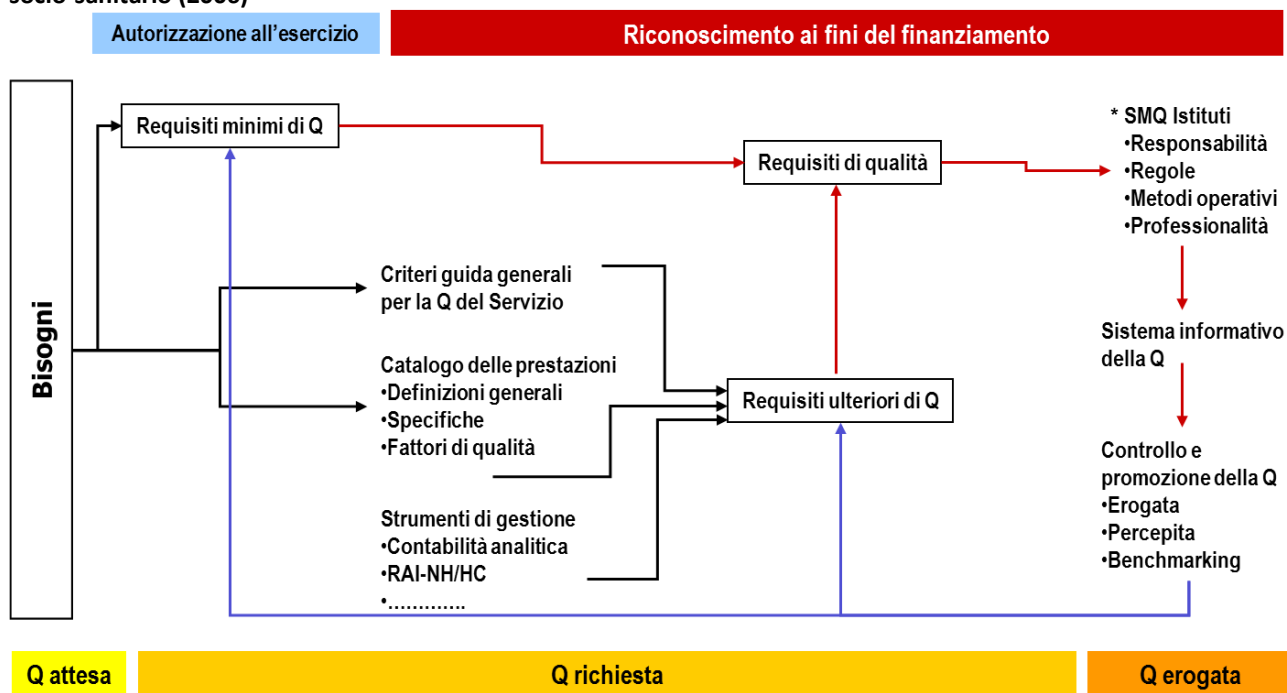 socio-sanitario (2006)
Autorizzazione all'esercizio
Riconoscimento ai fini del finanziamento
Bisogni
Requisiti minimi di Q
Requisiti di qualità
* SMQ Istituti
•Responsabilità
•Regole
•Metodi operativi
•Professionalità
Criteri guida generali
per la Q del Servizio
Catalogo delle prestazioni
•Definizioni generali
•Specifiche
•Fattori di qualità
Strumenti di gestione
•Contabilità analitica
•RAI-NH/HC
•………….
Requisiti ulteriori di Q
Sistema informativo
della Q
Controllo e
promozione della Q
•Erogata
•Percepita
•Benchmarking
Q attesa
Q richiesta
Q erogata